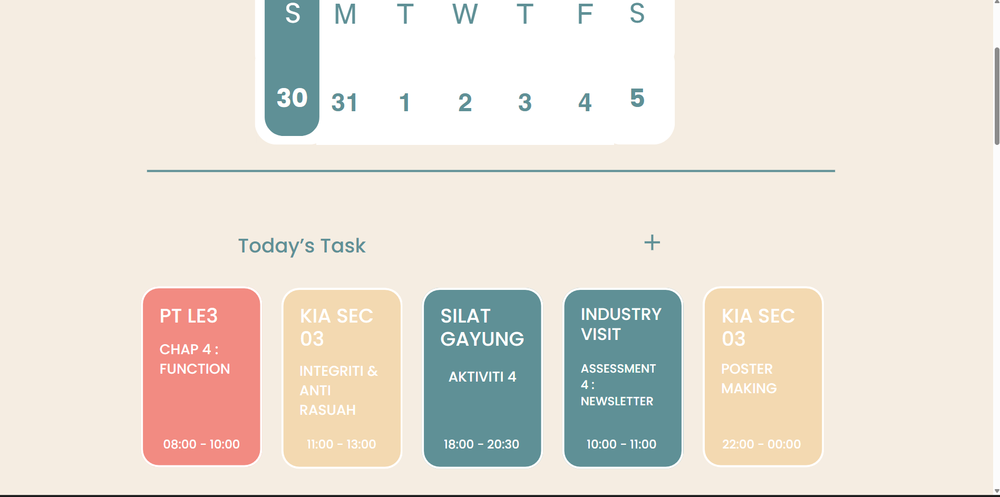 S M T W T F S
30 31 1 2 3 4 5
Today’s Task +
PT LE3
CHAP 4 :
FUNCTION
08:00 - 10:00
KIA SEC
03
INTEGRITI &
ANTI
RASUAH
11:00 - 13:00
SILAT
GAYUNG
AKTIVITI 4
18:00 - 20:30
INDUSTRY
VISIT
ASSESSMENT
4 :
NEWSLETTER
10:00 - 11:00
KIA SEC
03
POSTER
MAKING
22:00 - 00:00